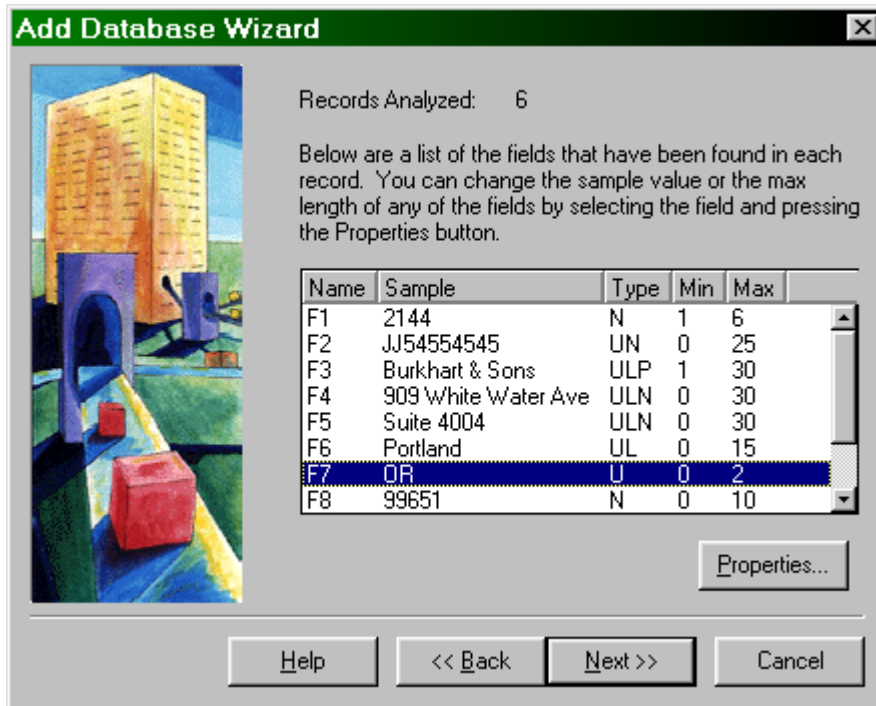 Add Database Wizard
Records Analyzed: 6
Below are a list of the fields that have been found in each
record. You can change the sample value or the max
length of any of the fields by selecting the field and pressing
the Properties button.
Name Sample Type Min Max
F1 2144 N 1 6
F2 JJ54554545 UN 0 25
F3 Burkhart & Sons ULP 1 30
F4 909 White Water Ave ULN 0 30
F5 Suite 4004 ULN 0 30
F6 Portland UL 0 15
F7 OR U 0 2
F8 99651 N 0 10
Properties...
Help << Back Next >> Cancel